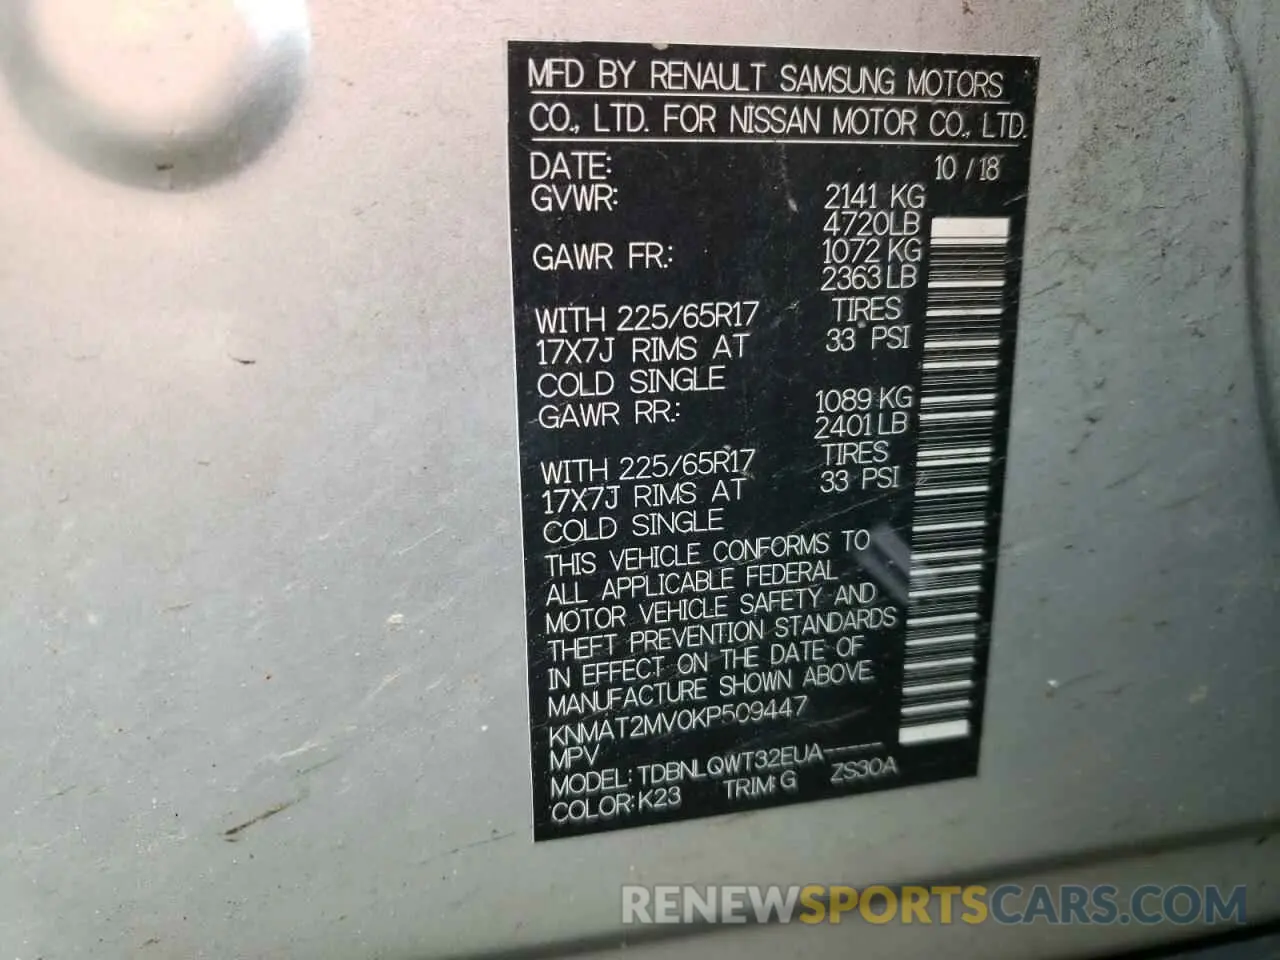 MFD BY RENAULT SAMSUNG MOTORS
CO., LTD. FOR NISSAN MOTOR CO., LTD.
DATE: 10 / 18
GVWR: 2141 KG
4720LB
GAWR FR.: 1072 KG
2363 LB
WITH 225/65R17 TIRES
17X7J RIMS AT 33 PSI
COLD SINGLE
GAWR RR.: 1089 KG
2401 LB
WITH 225/65R17 TIRES
17X7J RIMS AT 33 PSI
COLD SINGLE
THIS VEHICLE CONFORMS TO
ALL APPLICABLE FEDERAL
MOTOR VEHICLE SAFETY AND
THEFT PREVENTION STANDARDS
IN EFFECT ON THE DATE OF
MANUFACTURE SHOWN ABOVE.
KNMAT2MV0KP509447
MPV
MODEL: TDBNLQWT32EUA-----
COLOR: K23 TRIM: G ZS30A
RENEWSPORTSCARS.COM